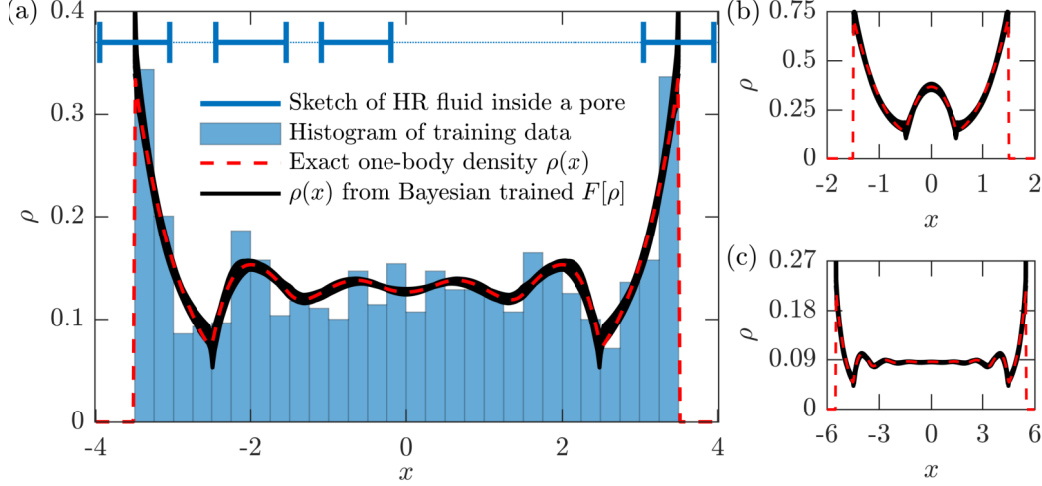 (a)
0.4
0.3
0.2
0.1
0
ρ
Sketch of HR fluid inside a pore
Histogram of training data
Exact one-body density ρ(x)
ρ(x) from Bayesian trained F[ρ]
-4
-2
0
2
4
x
(b)
0.75
0.5
0.25
0
ρ
-2
-1
0
1
2
x
(c)
0.27
0.18
0.09
0
ρ
-6
-3
0
3
6
x